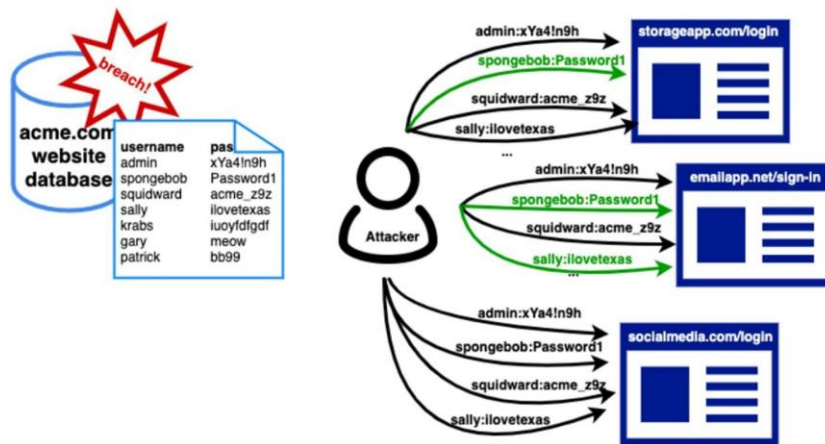 breach!
acme.com
website
database
username pas
admin xYa4!n9h
spongebob Password1
squidward acme_z9z
sally ilovetexas
krabs iuoyfdfgdf
gary meow
patrick bb99
Attacker
admin:xYa4!n9h
spongebob:Password1
squidward:acme_z9z
sally:ilovetexas
...
storageapp.com/login
admin:xYa4!n9h
spongebob:Password1
squidward:acme_z9z
sally:ilovetexas
...
emailapp.net/sign-in
admin:xYa4!n9h
spongebob:Password1
squidward:acme_z9z
sally:ilovetexas
socialmedia.com/login